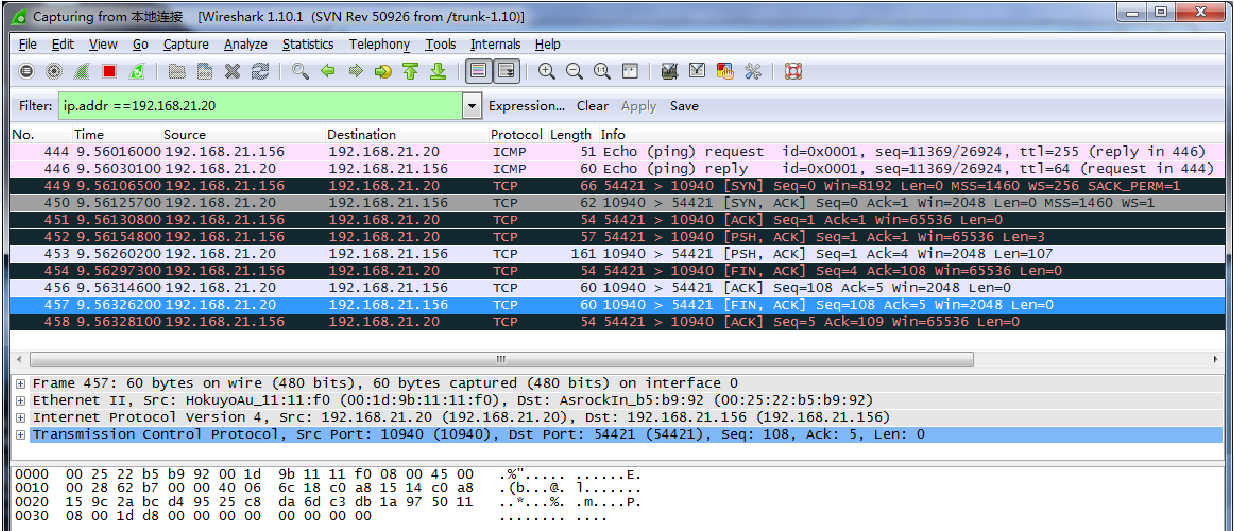 Capturing from 本地连接 [Wireshark 1.10.1 (SVN Rev 50926 from /trunk-1.10)]
File Edit View Go Capture Analyze Statistics Telephony Tools Internals Help
Filter: ip.addr ==192.168.21.20 Expression... Clear Apply Save
No. Time Source Destination Protocol Length Info
444 9.56016000 192.168.21.156 192.168.21.20 ICMP 51 Echo (ping) request id=0x0001, seq=11369/26924, ttl=255 (reply in 446)
446 9.56030100 192.168.21.20 192.168.21.156 ICMP 60 Echo (ping) reply id=0x0001, seq=11369/26924, ttl=64 (request in 444)
449 9.56106500 192.168.21.156 192.168.21.20 TCP 66 54421 > 10940 [SYN] Seq=0 Win=8192 Len=0 MSS=1460 WS=256 SACK_PERM=1
450 9.56125700 192.168.21.20 192.168.21.156 TCP 62 10940 > 54421 [SYN, ACK] Seq=0 Ack=1 Win=2048 Len=0 MSS=1460 WS=1
451 9.56130800 192.168.21.156 192.168.21.20 TCP 54 54421 > 10940 [ACK] Seq=1 Ack=1 Win=65536 Len=0
452 9.56154800 192.168.21.156 192.168.21.20 TCP 57 54421 > 10940 [PSH, ACK] Seq=1 Ack=1 Win=65536 Len=3
453 9.56260200 192.168.21.20 192.168.21.156 TCP 161 10940 > 54421 [PSH, ACK] Seq=1 Ack=4 Win=2048 Len=107
454 9.56297300 192.168.21.156 192.168.21.20 TCP 54 54421 > 10940 [FIN, ACK] Seq=4 Ack=108 Win=65536 Len=0
456 9.56314600 192.168.21.20 192.168.21.156 TCP 60 10940 > 54421 [ACK] Seq=108 Ack=5 Win=2048 Len=0
457 9.56326200 192.168.21.20 192.168.21.156 TCP 60 10940 > 54421 [FIN, ACK] Seq=108 Ack=5 Win=2048 Len=0
458 9.56328100 192.168.21.156 192.168.21.20 TCP 54 54421 > 10940 [ACK] Seq=5 Ack=109 Win=65536 Len=0
Frame 457: 60 bytes on wire (480 bits), 60 bytes captured (480 bits) on interface 0
Ethernet II, Src: HokuyoAu_11:11:f0 (00:1d:9b:11:11:f0), Dst: AsrockIn_b5:b9:92 (00:25:22:b5:b9:92)
Internet Protocol Version 4, Src: 192.168.21.20 (192.168.21.20), Dst: 192.168.21.156 (192.168.21.156)
Transmission Control Protocol, Src Port: 10940 (10940), Dst Port: 54421 (54421), Seq: 108, Ack: 5, Len: 0
0000 00 25 22 b5 b9 92 00 1d 9b 11 11 f0 08 00 45 00 .%"..... ......E.
0010 00 28 62 b7 00 00 40 06 6c 18 c0 a8 15 14 c0 a8 .(b...@. l.......
0020 15 9c 2a bc d4 95 25 c8 da 6d c3 db 1a 97 50 11 ..*...%. .m....P.
0030 08 00 1d d8 00 00 00 00 00 00 00 00 ........ ....